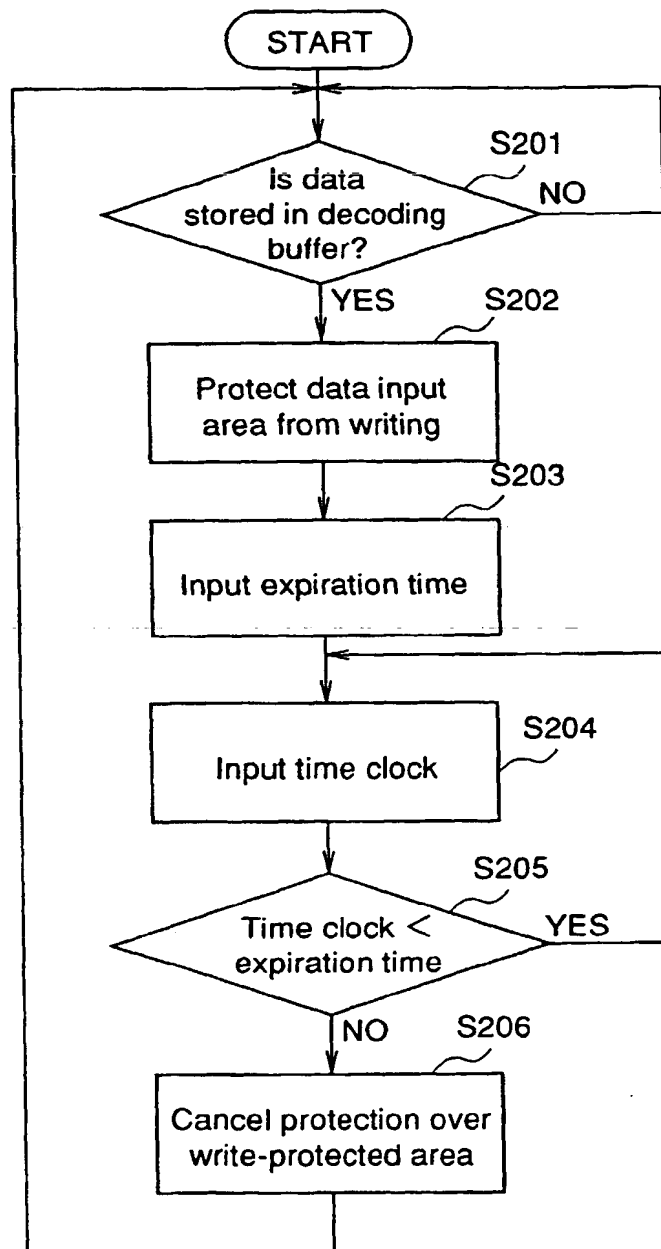 START
S201
Is data
stored in decoding
buffer?
NO
YES
S202
Protect data input
area from writing
S203
Input expiration time
S204
Input time clock
S205
Time clock <
expiration time
YES
NO
S206
Cancel protection over
write-protected area